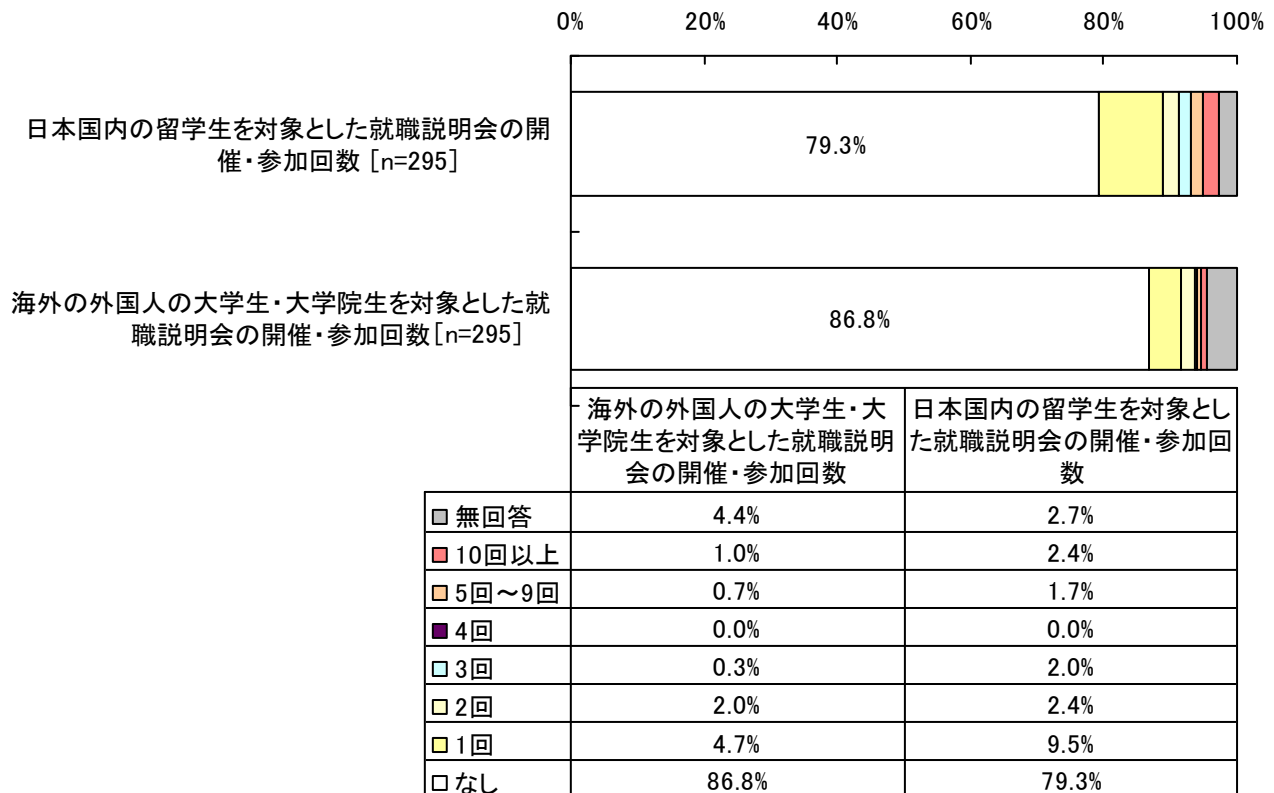 0% 20% 40% 60% 80% 100%
日本国内の留学生を対象とした就職説明会の開
催・参加回数 [n=295]
79.3%
海外の外国人の大学生・大学院生を対象とした就
職説明会の開催・参加回数[n=295]
86.8%
海外の外国人の大学生・大
学院生を対象とした就職説明
会の開催・参加回数
日本国内の留学生を対象とし
た就職説明会の開催・参加回
数
無回答 4.4% 2.7%
10回以上 1.0% 2.4%
5回～9回 0.7% 1.7%
4回 0.0% 0.0%
3回 0.3% 2.0%
2回 2.0% 2.4%
1回 4.7% 9.5%
なし 86.8% 79.3%